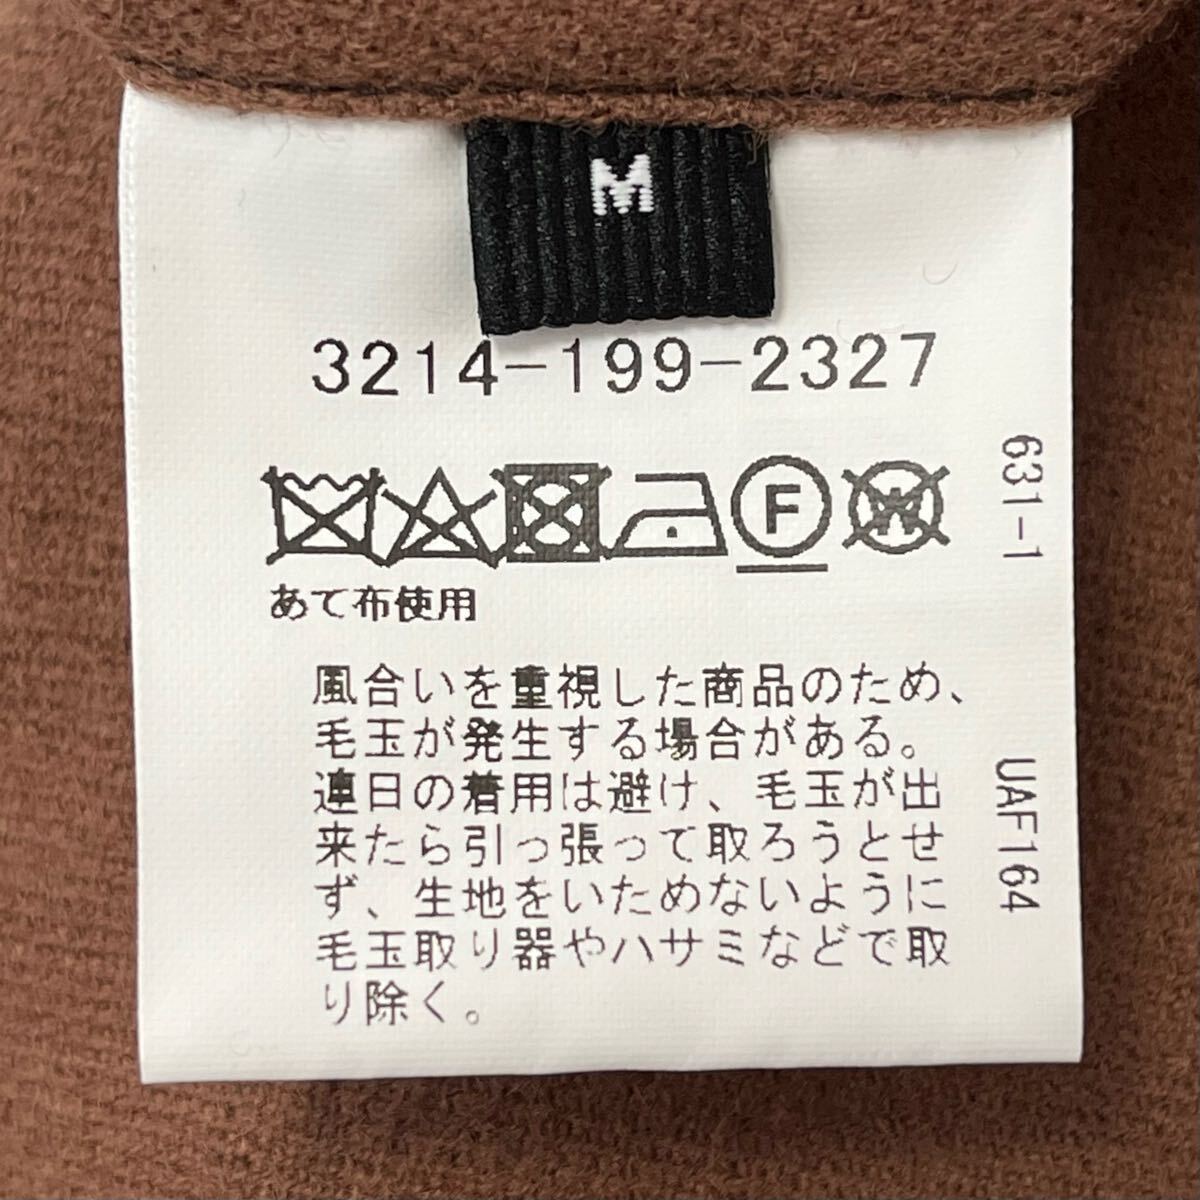 M
3214-199-2327
F
W
あて布使用
風合いを重視した商品のため、
毛玉が発生する場合がある。
連日の着用は避け、毛玉が出
来たら引っ張って取ろうとせ
ず、生地をいためないように
毛玉取り器やハサミなどで取
り除く。
631-1
UAF164